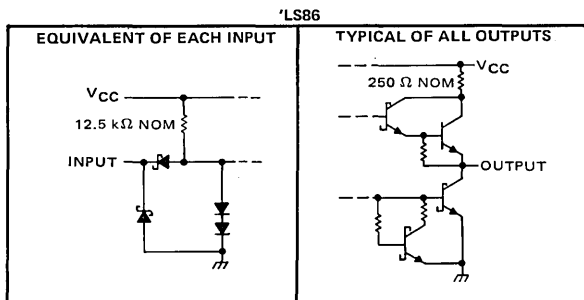 'LS86
EQUIVALENT OF EACH INPUT
VCC
12.5 kΩ NOM
INPUT
TYPICAL OF ALL OUTPUTS
VCC
250 Ω NOM
OUTPUT